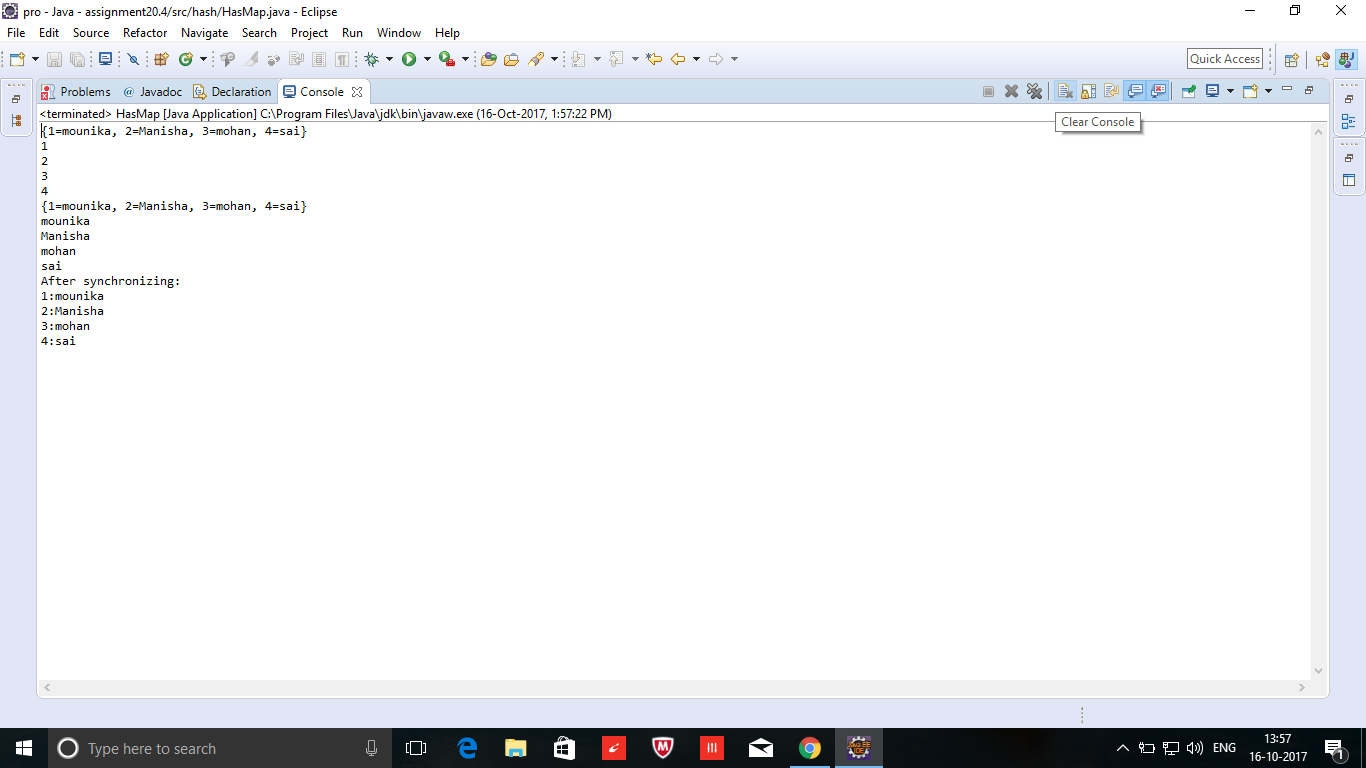 pro - Java - assignment20.4/src/hash/HasMap.java - Eclipse
File Edit Source Refactor Navigate Search Project Run Window Help
Quick Access
Problems @ Javadoc Declaration Console
<terminated> HasMap [Java Application] C:\Program Files\Java\jdk\bin\javaw.exe (16-Oct-2017, 1:57:22 PM)
Clear Console
{1=mounika, 2=Manisha, 3=mohan, 4=sai}
1
2
3
4
{1=mounika, 2=Manisha, 3=mohan, 4=sai}
mounika
Manisha
mohan
sai
After synchronizing:
1:mounika
2:Manisha
3:mohan
4:sai
Type here to search
ENG
13:57
16-10-2017
1
JAVA EE
IDE